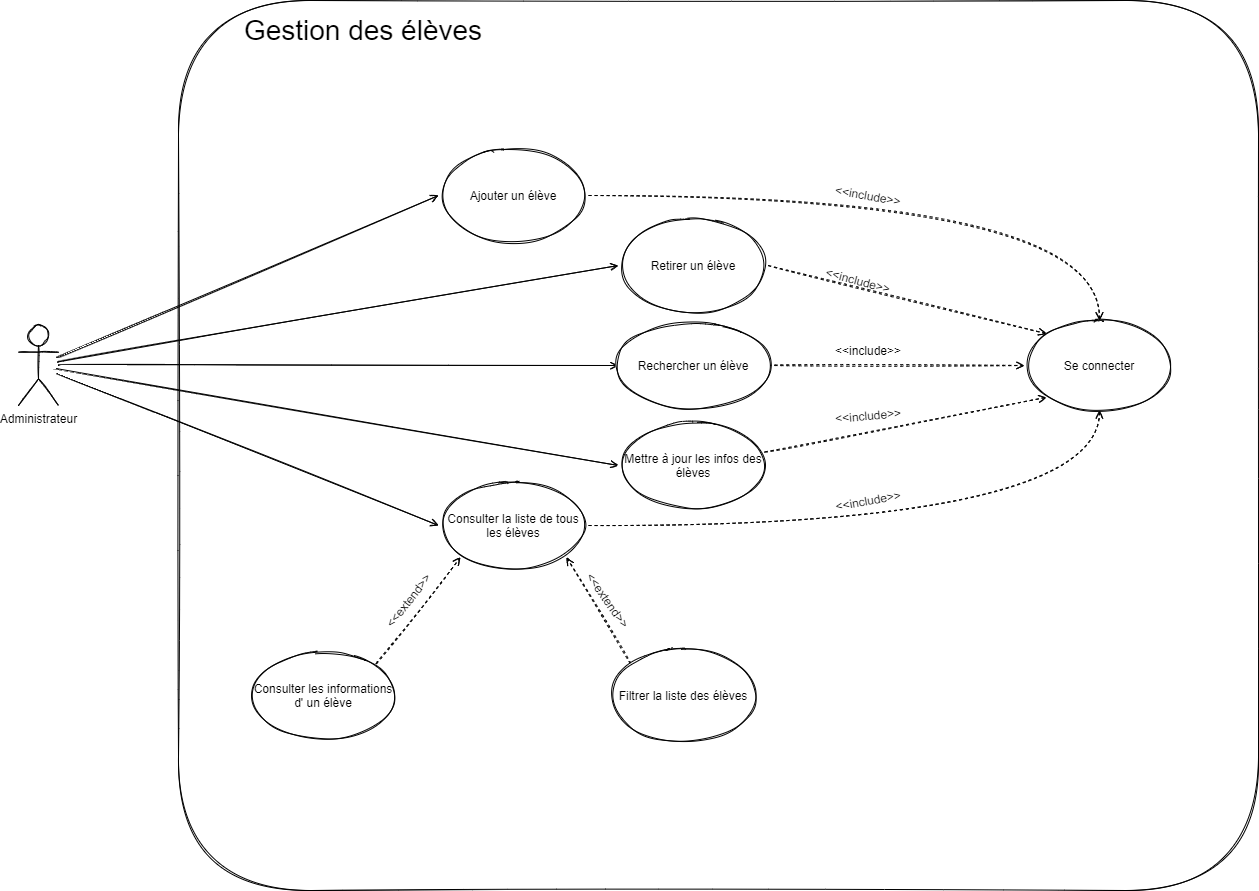 Gestion des élèves
Ajouter un élève
<<include>>
Retirer un élève
<<include>>
Rechercher un élève
<<include>>
Se connecter
Administrateur
<<include>>
Mettre à jour les infos des
élèves
<<include>>
Consulter la liste de tous
les élèves
<<extend>>
<<extend>>
Consulter les informations
d' un élève
Filtrer la liste des élèves